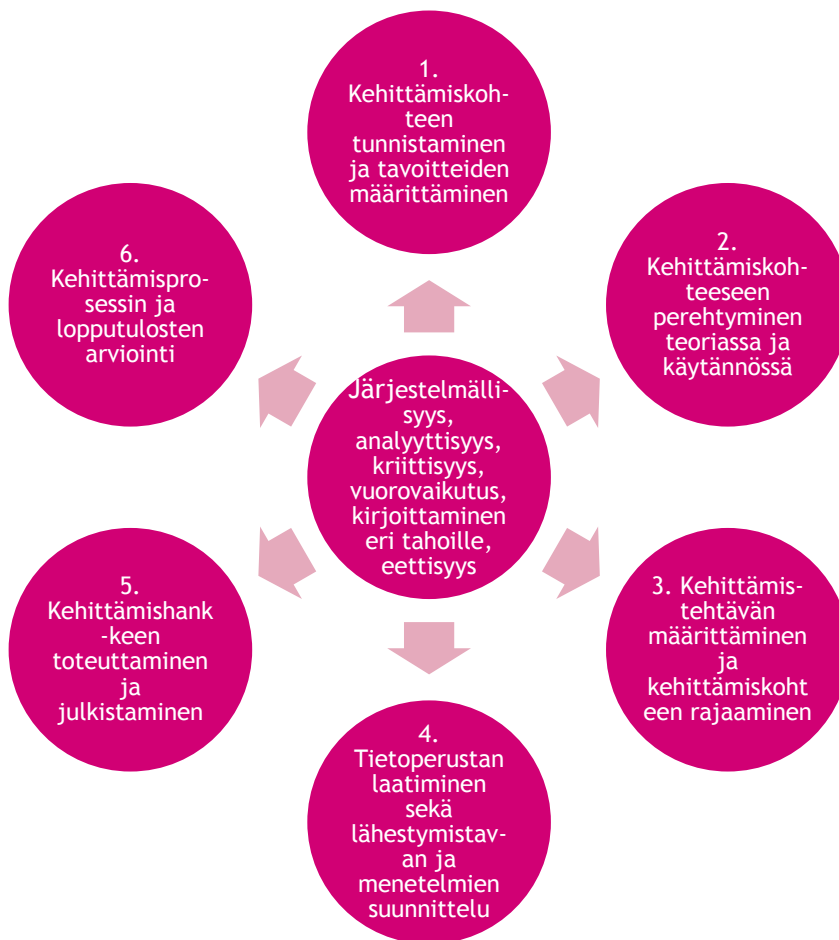 1.
Kehittämiskoh-
teen
tunnistaminen
ja tavoitteiden
määrittäminen
2.
Kehittämiskoh-
teeseen
perehtyminen
teoriassa ja
käytännössä
3. Kehittämis-
tehtävän
määrittäminen
ja
kehittämiskoht
een rajaaminen
4.
Tietoperustan
laatiminen
sekä
lähestymistav-
an ja
menetelmien
suunnittelu
5.
Kehittämishank
-keen
toteuttaminen
ja
julkistaminen
6.
Kehittämispro-
sessin ja
lopputulosten
arviointi
Järjestelmälli-
syys,
analyyttisyys,
kriittisyys,
vuorovaikutus,
kirjoittaminen
eri tahoille,
eettisyys